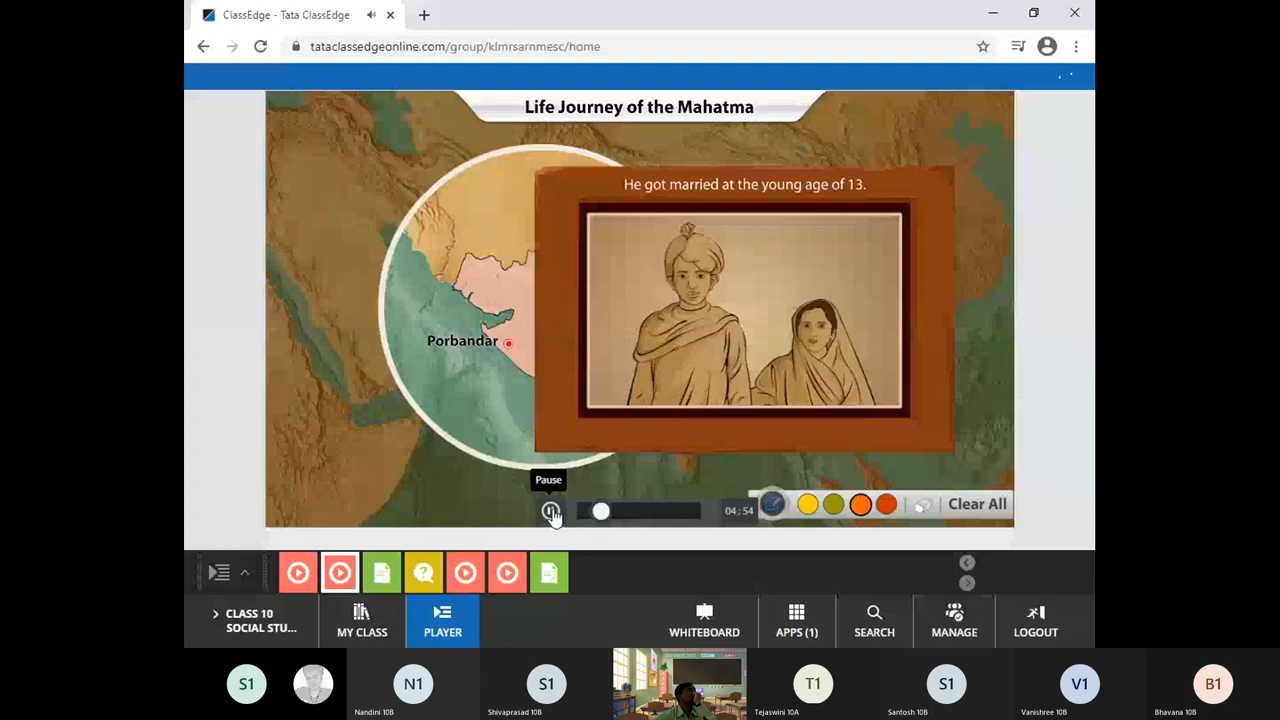 ClassEdge - Tata ClassEdge
tataclassedgeonline.com/group/klmrsarnmesc/home
Life Journey of the Mahatma
He got married at the young age of 13.
Porbandar
Pause
04:54
Clear All
CLASS 10
SOCIAL STU...
MY CLASS
PLAYER
WHITEBOARD
APPS (1)
SEARCH
MANAGE
LOGOUT
S1
N1
S1
T1
S1
V1
B1
Nandini 10B
Shivaprasad 10B
Tejaswini 10A
Santosh 10B
Vanishree 10B
Bhavana 10B